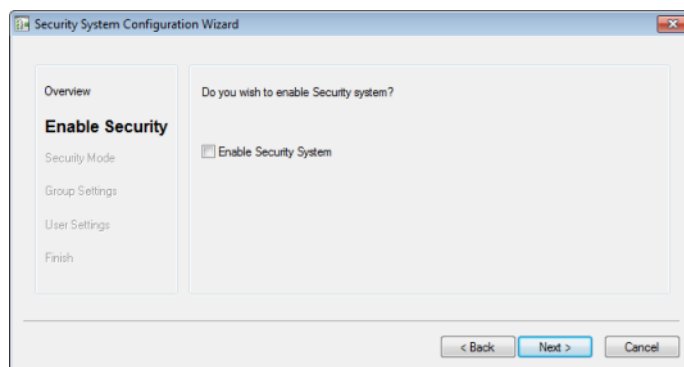 Security System Configuration Wizard
Overview
Enable Security
Security Mode
Group Settings
User Settings
Finish
Do you wish to enable Security system?
Enable Security System
< Back
Next >
Cancel